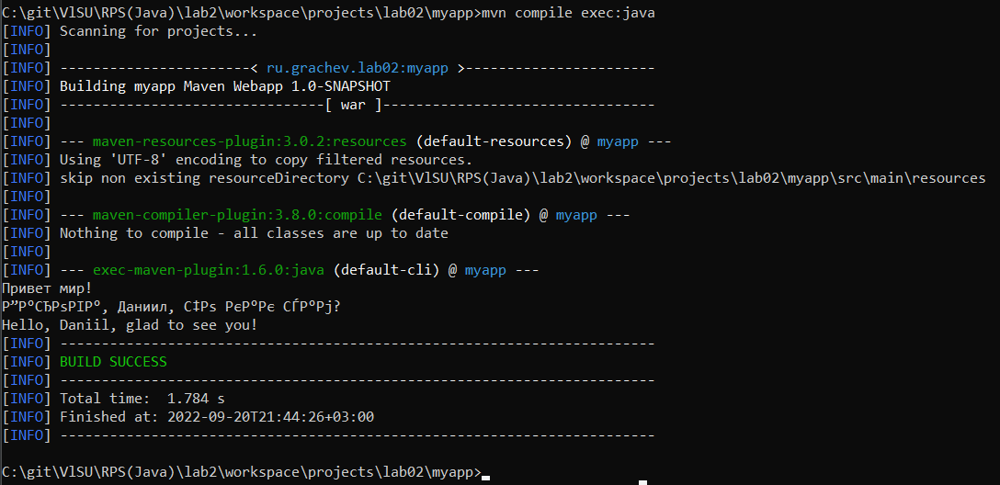 C:\git\VlSU\RPS(Java)\lab2\workspace\projects\lab02\myapp>mvn compile exec:java
[INFO] Scanning for projects...
[INFO]
[INFO] ----------------------< ru.grachev.lab02:myapp >-----------------------
[INFO] Building myapp Maven Webapp 1.0-SNAPSHOT
[INFO] --------------------------------[ war ]---------------------------------
[INFO]
[INFO] --- maven-resources-plugin:3.0.2:resources (default-resources) @ myapp ---
[INFO] Using 'UTF-8' encoding to copy filtered resources.
[INFO] skip non existing resourceDirectory C:\git\VlSU\RPS(Java)\lab2\workspace\projects\lab02\myapp\src\main\resources
[INFO]
[INFO] --- maven-compiler-plugin:3.8.0:compile (default-compile) @ myapp ---
[INFO] Nothing to compile - all classes are up to date
[INFO]
[INFO] --- exec-maven-plugin:1.6.0:java (default-cli) @ myapp ---
Привет мир!
Р”Р°СЂРѕРІР°, Даниил, С‡Рѕ РєР°Рє СЃР°Рј?
Hello, Daniil, glad to see you!
[INFO] ------------------------------------------------------------------------
[INFO] BUILD SUCCESS
[INFO] ------------------------------------------------------------------------
[INFO] Total time:  1.784 s
[INFO] Finished at: 2022-09-20T21:44:26+03:00
[INFO] ------------------------------------------------------------------------
C:\git\VlSU\RPS(Java)\lab2\workspace\projects\lab02\myapp>